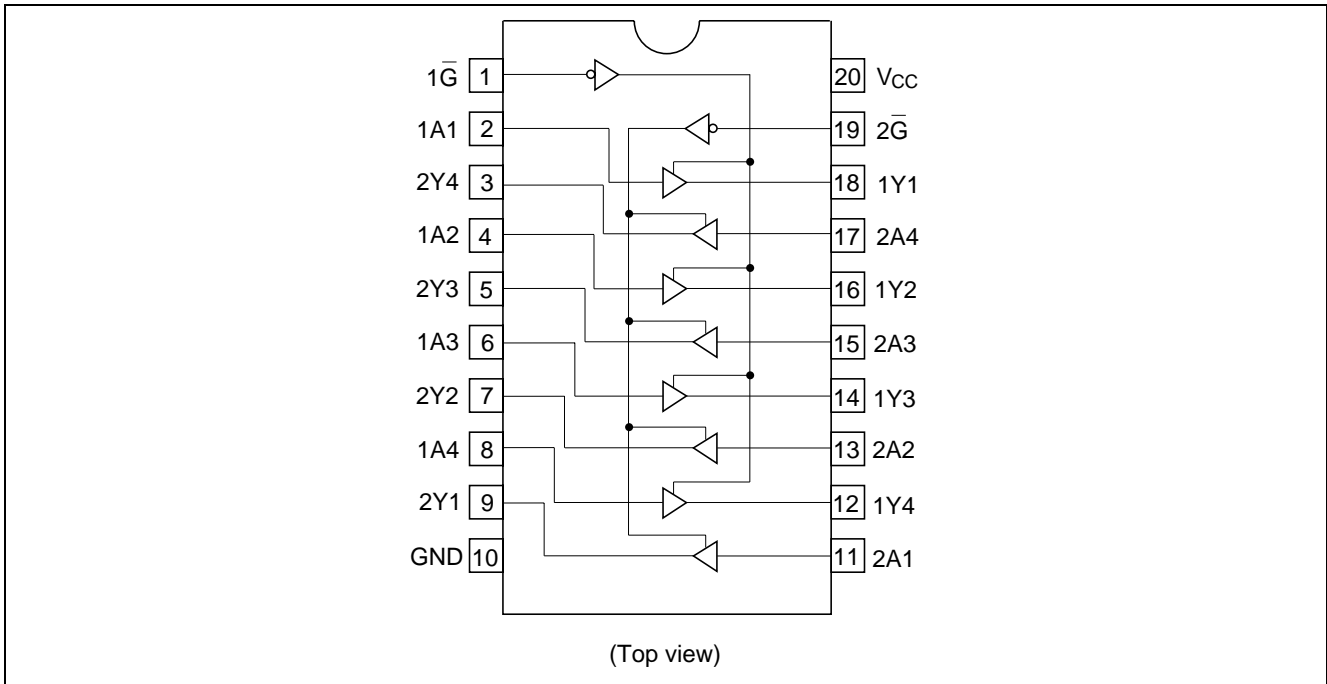 1G̅ 1 20 VCC
1A1 2 19 2G̅
2Y4 3 18 1Y1
1A2 4 17 2A4
2Y3 5 16 1Y2
1A3 6 15 2A3
2Y2 7 14 1Y3
1A4 8 13 2A2
2Y1 9 12 1Y4
GND 10 11 2A1
(Top view)